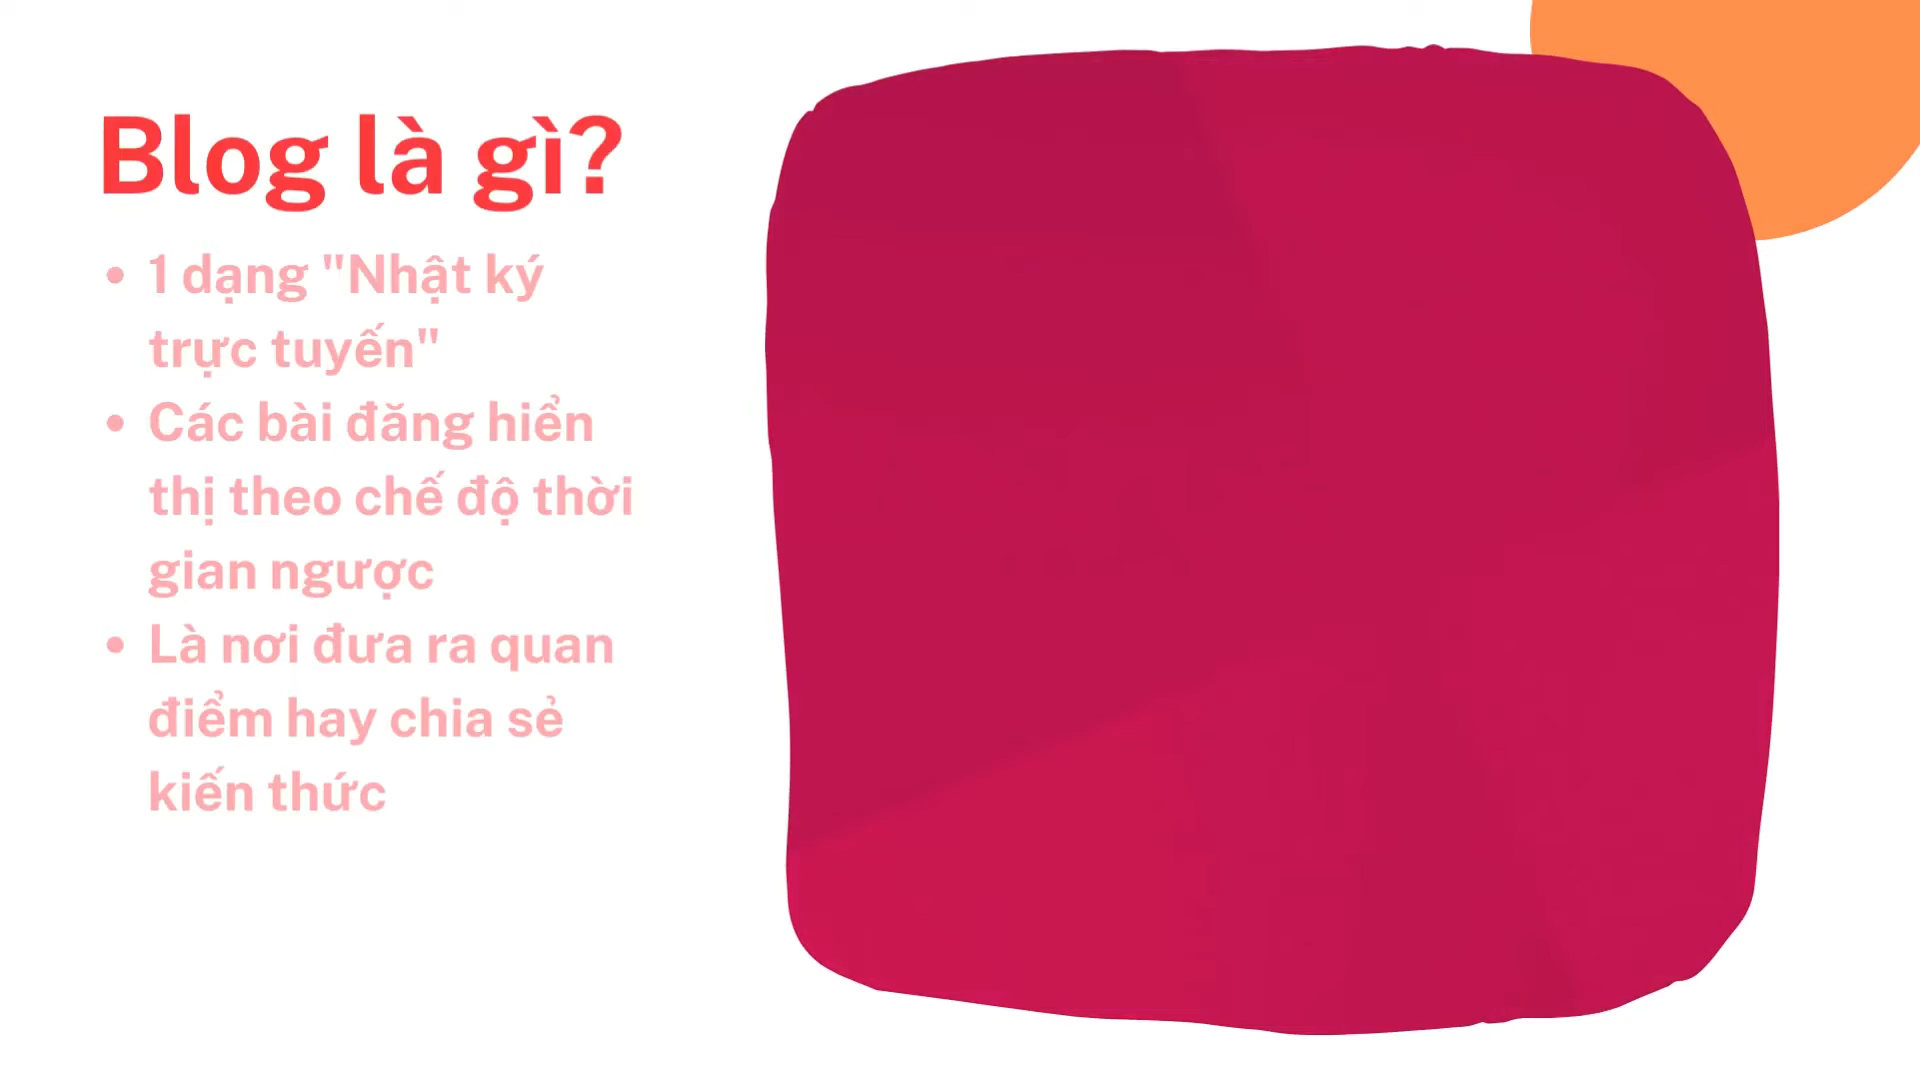 Blog là gì?
• 1 dạng "Nhật ký
trực tuyến"
• Các bài đăng hiển
thị theo chế độ thời
gian ngược
• Là nơi đưa ra quan
điểm hay chia sẻ
kiến thức